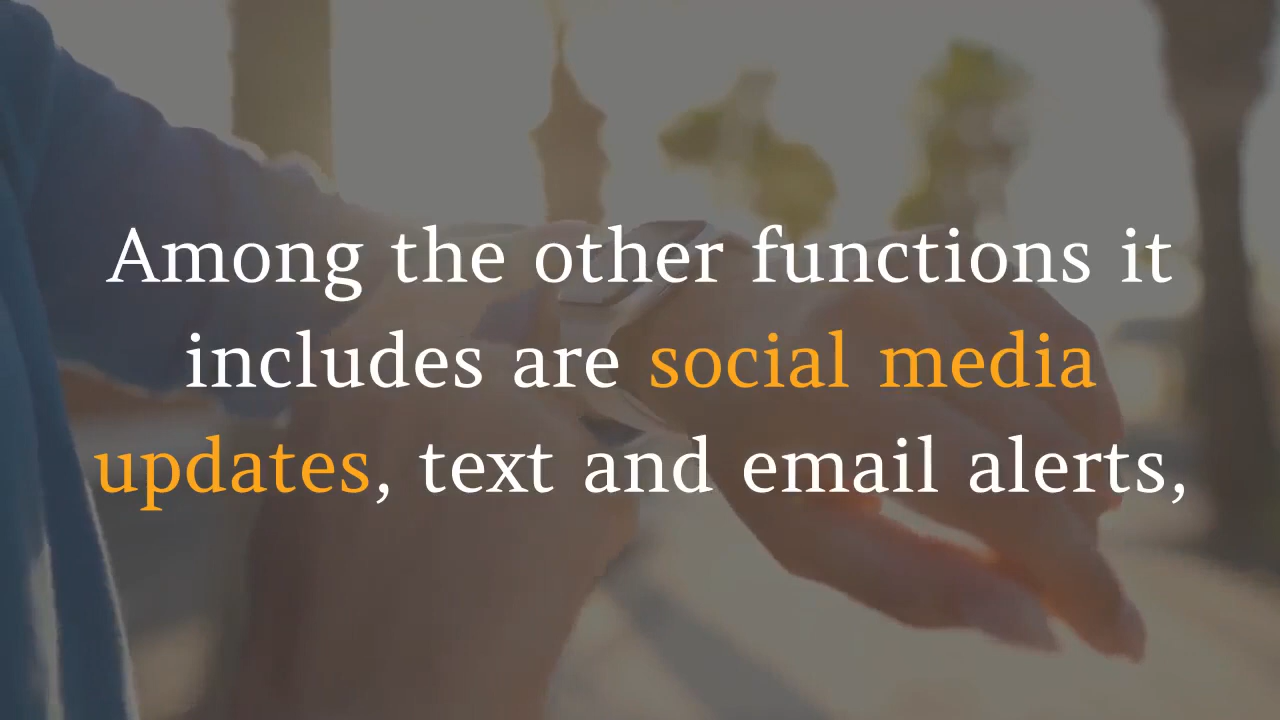 Among the other functions it
includes are social media
updates, text and email alerts,